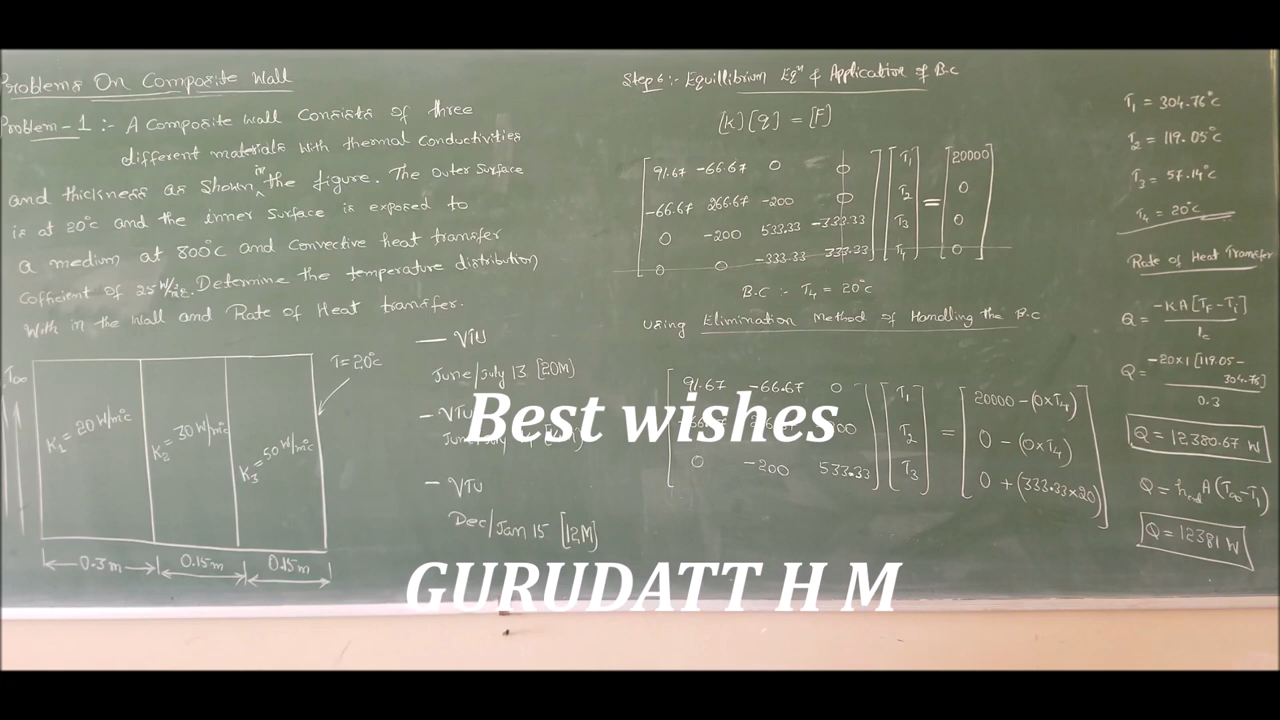 Problems On Composite Wall
Problem-1 :- A Composite Wall Consists of three
different materials with thermal Conductivities
and thickness as shown in the figure. The outer surface
is at 20°c and the inner surface is exposed to
a medium at 800°c and Convective heat transfer
Cofficient of 25 W/m²c. Determine the temperature distribution
With in the Wall and Rate of Heat transfer.
— VTU
June/July 13 [20M]
- VTU
— VTU
Dec/Jan 15 [12M]
T∞
K₁ = 20 W/m°c
K₂ = 30 W/m°c
K₃ = 50 W/m°c
T = 20°c
0.3m 0.15m 0.15m
Step 6 :- Equillibrium Eqⁿ & Application of B.C
[K][q] = [F]
91.67 -66.67 0 0 T₁ 20000
-66.67 266.67 -200 0 T₂ = 0
0 -200 533.33 -333.33 T₃ 0
0 0 -333.33 333.33 T₄ 0
B.C :- T₄ = 20°c
Using Elimination Method of Handling the B.C
91.67 -66.67 0 T₁ 20000 - (0×T₄)
T₂ = 0 - (0×T₄)
0 -200 533.33 T₃ 0 + (333.33×20)
T₁ = 304.76°c
T₂ = 119.05°c
T₃ = 57.14°c
T₄ = 20°c
Rate of Heat Transfer
Q = -KA[TF - Ti]
lc
Q = -20×1[119.05-
304.76]
0.3
Q = 12380.67 W
A(T∞-T₁)
Q = 12381 W
Best wishes
GURUDATT H M